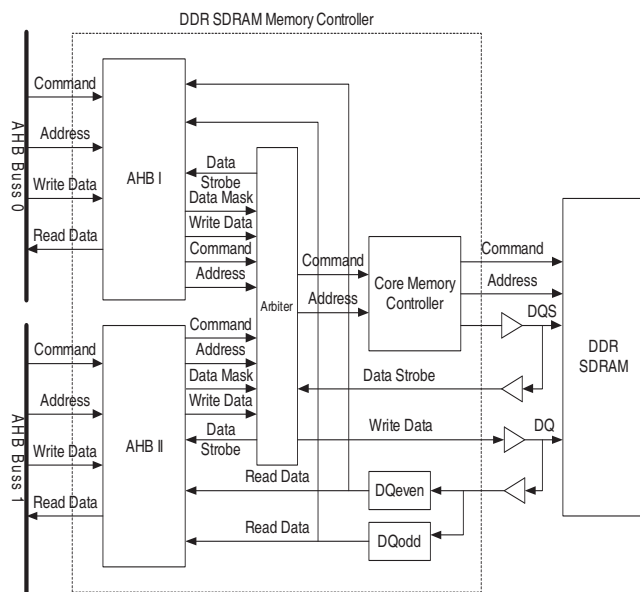 DDR SDRAM Memory Controller
AHB Buss 0
Command
Address
Write Data
Read Data
AHB I
Data
Strobe
Data Mask
Write Data
Command
Address
Arbiter
Command
Address
Core Memory
Controller
Command
Address
DQS
DDR
SDRAM
AHB Buss 1
Command
Address
Write Data
Read Data
AHB II
Command
Address
Data Mask
Write Data
Data
Strobe
Data Strobe
Write Data
DQ
Read Data
DQeven
Read Data
DQodd